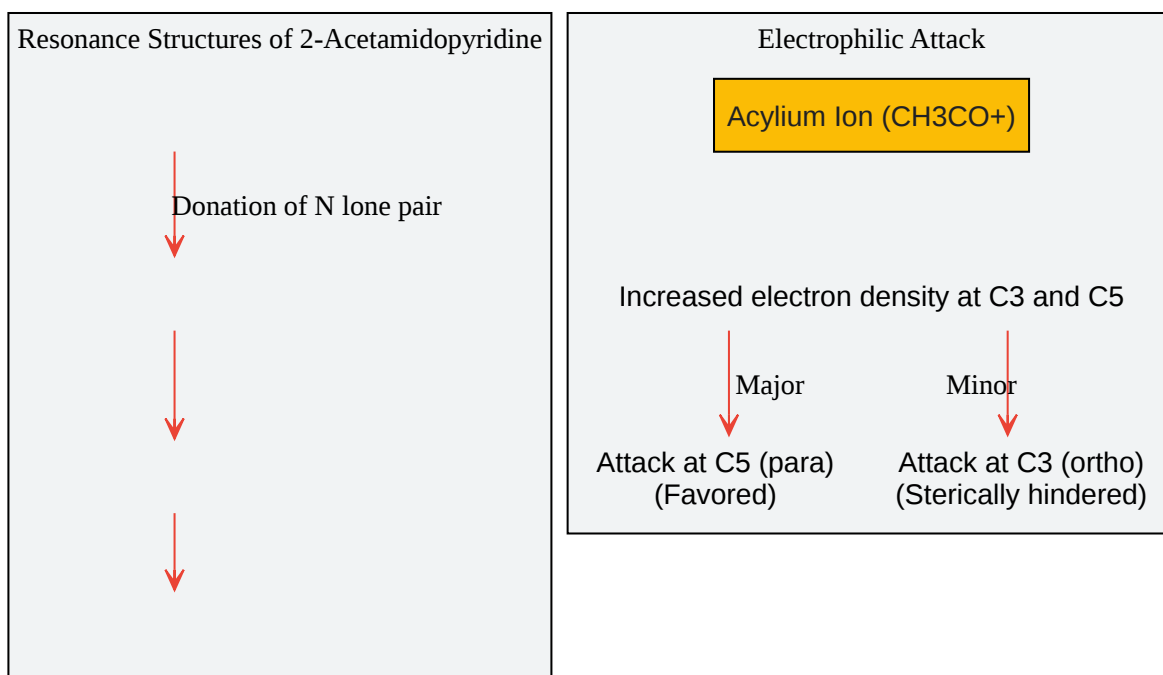 Resonance Structures of 2-Acetamidopyridine
Donation of N lone pair
Electrophilic Attack
Acylium Ion (CH3CO+)
Increased electron density at C3 and C5
Major
Minor
Attack at C5 (para)
(Favored)
Attack at C3 (ortho)
(Sterically hindered)